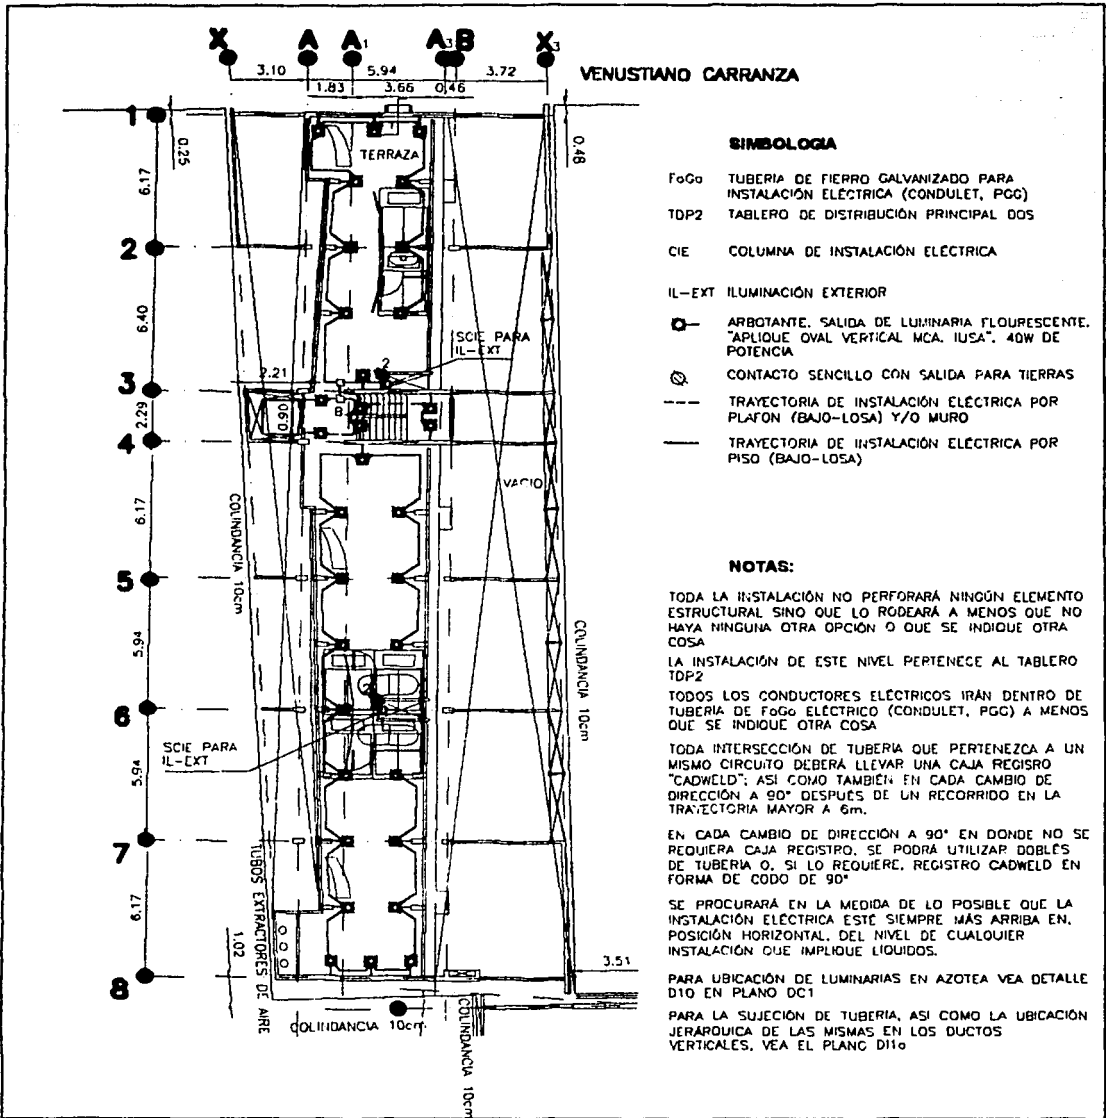 X A A1 A3 B X3
3.10 5.94 3.72
1.83 3.66 0.46
VENUSTIANO CARRANZA
1
0.25
0.48
6.17
TERRAZA
2
6.40
SCIE PARA
IL-EXT
2
3
2.21
2.29
0.90
B
4
6.17
VACIO
COLINDANCIA 10cm
5
5.94
COLINDANCIA 10cm
2
6
SCIE PARA
IL-EXT
5.94
7
TUBOS EXTRACTORES DE AIRE
6.17
1.02
3.51
8
COLINDANCIA 10cm
COLINDANCIA 10cm
SIMBOLOGIA
FoGo TUBERIA DE FIERRO GALVANIZADO PARA
INSTALACIÓN ELÉCTRICA (CONDULET, PGG)
TDP2 TABLERO DE DISTRIBUCIÓN PRINCIPAL DOS
CIE COLUMNA DE INSTALACIÓN ELÉCTRICA
IL-EXT ILUMINACIÓN EXTERIOR
ARBOTANTE, SALIDA DE LUMINARIA FLOURESCENTE,
"APLIQUE OVAL VERTICAL MCA. IUSA". 40W DE
POTENCIA
CONTACTO SENCILLO CON SALIDA PARA TIERRAS
TRAYECTORIA DE INSTALACIÓN ELÉCTRICA POR
PLAFON (BAJO-LOSA) Y/O MURO
TRAYECTORIA DE INSTALACIÓN ELÉCTRICA POR
PISO (BAJO-LOSA)
NOTAS:
TODA LA INSTALACIÓN NO PERFORARÁ NINGÚN ELEMENTO
ESTRUCTURAL SINO QUE LO RODEARÁ A MENOS QUE NO
HAYA NINGUNA OTRA OPCIÓN O QUE SE INDIQUE OTRA
COSA
LA INSTALACIÓN DE ESTE NIVEL PERTENECE AL TABLERO
TDP2
TODOS LOS CONDUCTORES ELÉCTRICOS IRÁN DENTRO DE
TUBERIA DE FoGo ELÉCTRICO (CONDULET, PGG) A MENOS
QUE SE INDIQUE OTRA COSA
TODA INTERSECCIÓN DE TUBERIA QUE PERTENEZCA A UN
MISMO CIRCUITO DEBERÁ LLEVAR UNA CAJA REGISRO
"CADWELD"; ASI COMO TAMBIÉN EN CADA CAMBIO DE
DIRECCIÓN A 90° DESPUÉS DE UN RECORRIDO EN LA
TRAYECTORIA MAYOR A 6m.
EN CADA CAMBIO DE DIRECCIÓN A 90° EN DONDE NO SE
REQUIERA CAJA REGISTRO, SE PODRÁ UTILIZAR DOBLÉS
DE TUBERIA O, SI LO REQUIERE, REGISTRO CADWELD EN
FORMA DE CODO DE 90°
SE PROCURARÁ EN LA MEDIDA DE LO POSIBLE QUE LA
INSTALACIÓN ELÉCTRICA ESTÉ SIEMPRE MÁS ARRIBA EN,
POSICIÓN HORIZONTAL, DEL NIVEL DE CUALQUIER
INSTALACIÓN QUE IMPLIQUE LIQUIDOS.
PARA UBICACIÓN DE LUMINARIAS EN AZOTEA VEA DETALLE
D10 EN PLANO DC1
PARA LA SUJECIÓN DE TUBERIA, ASI COMO LA UBICACIÓN
JERÁRQUICA DE LAS MISMAS EN LOS DUCTOS
VERTICALES, VEA EL PLANO D11a